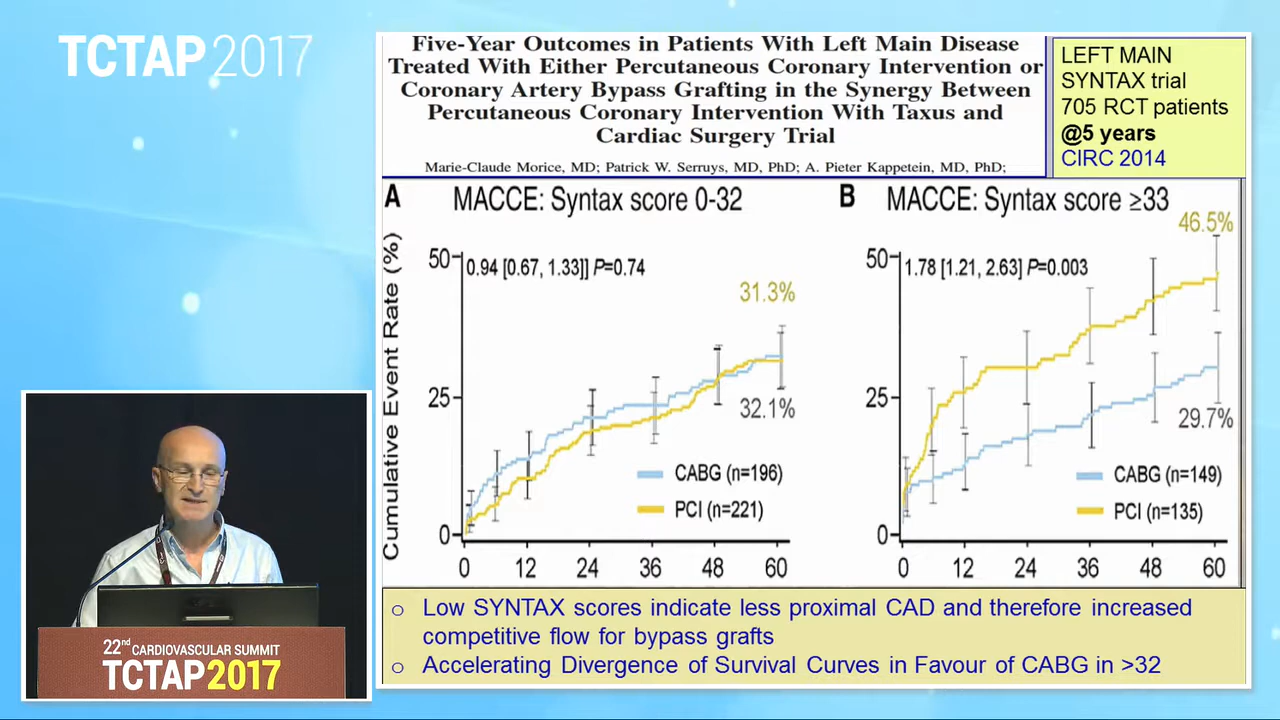 TCTAP 2017
Five-Year Outcomes in Patients With Left Main Disease
Treated With Either Percutaneous Coronary Intervention or
Coronary Artery Bypass Grafting in the Synergy Between
Percutaneous Coronary Intervention With Taxus and
Cardiac Surgery Trial
Marie-Claude Morice, MD; Patrick W. Serruys, MD, PhD; A. Pieter Kappetein, MD, PhD;
LEFT MAIN
SYNTAX trial
705 RCT patients
@5 years
CIRC 2014
A MACCE: Syntax score 0-32
Cumulative Event Rate (%)
50
25
0
0.94 [0.67, 1.33]] P=0.74
31.3%
32.1%
CABG (n=196)
PCI (n=221)
0 12 24 36 48 60
B MACCE: Syntax score ≥33
46.5%
50
25
0
1.78 [1.21, 2.63] P=0.003
29.7%
CABG (n=149)
PCI (n=135)
0 12 24 36 48 60
o Low SYNTAX scores indicate less proximal CAD and therefore increased
competitive flow for bypass grafts
o Accelerating Divergence of Survival Curves in Favour of CABG in >32
22nd CARDIOVASCULAR SUMMIT
TCTAP2017